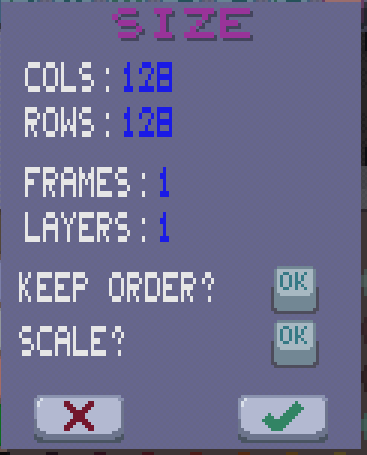 SIZE
COLS:128
ROWS:128
FRAMES:1
LAYERS:1
KEEP ORDER? OK
SCALE? OK